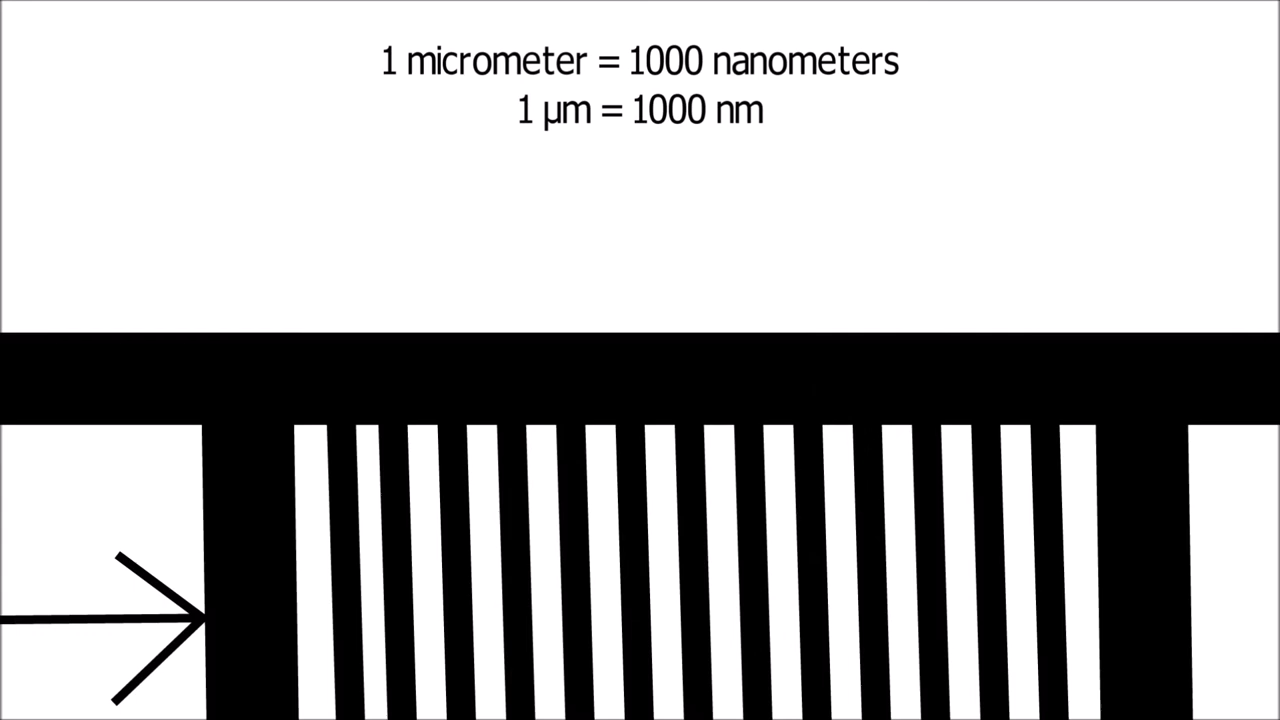 1 micrometer = 1000 nanometers
1 µm = 1000 nm